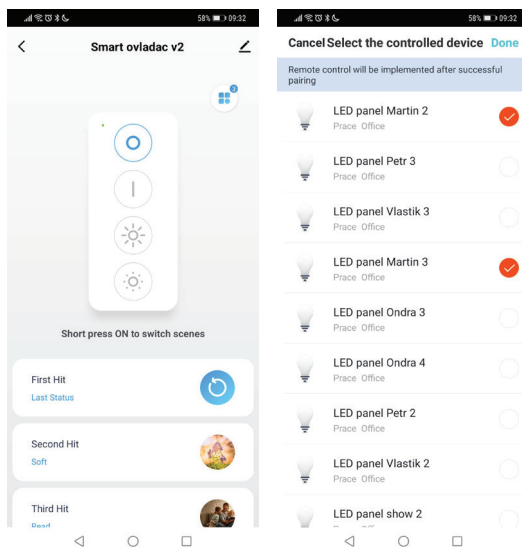 58% 09:32
Smart ovladac v2
2
Short press ON to switch scenes
First Hit
Last Status
Second Hit
Soft
Third Hit
Read
58% 09:32
Cancel Select the controlled device Done
Remote control will be implemented after successful
pairing
LED panel Martin 2
Prace Office
LED panel Petr 3
Prace Office
LED panel Vlastik 3
Prace Office
LED panel Martin 3
Prace Office
LED panel Ondra 3
Prace Office
LED panel Ondra 4
Prace Office
LED panel Petr 2
Prace Office
LED panel Vlastik 2
Prace Office
LED panel show 2